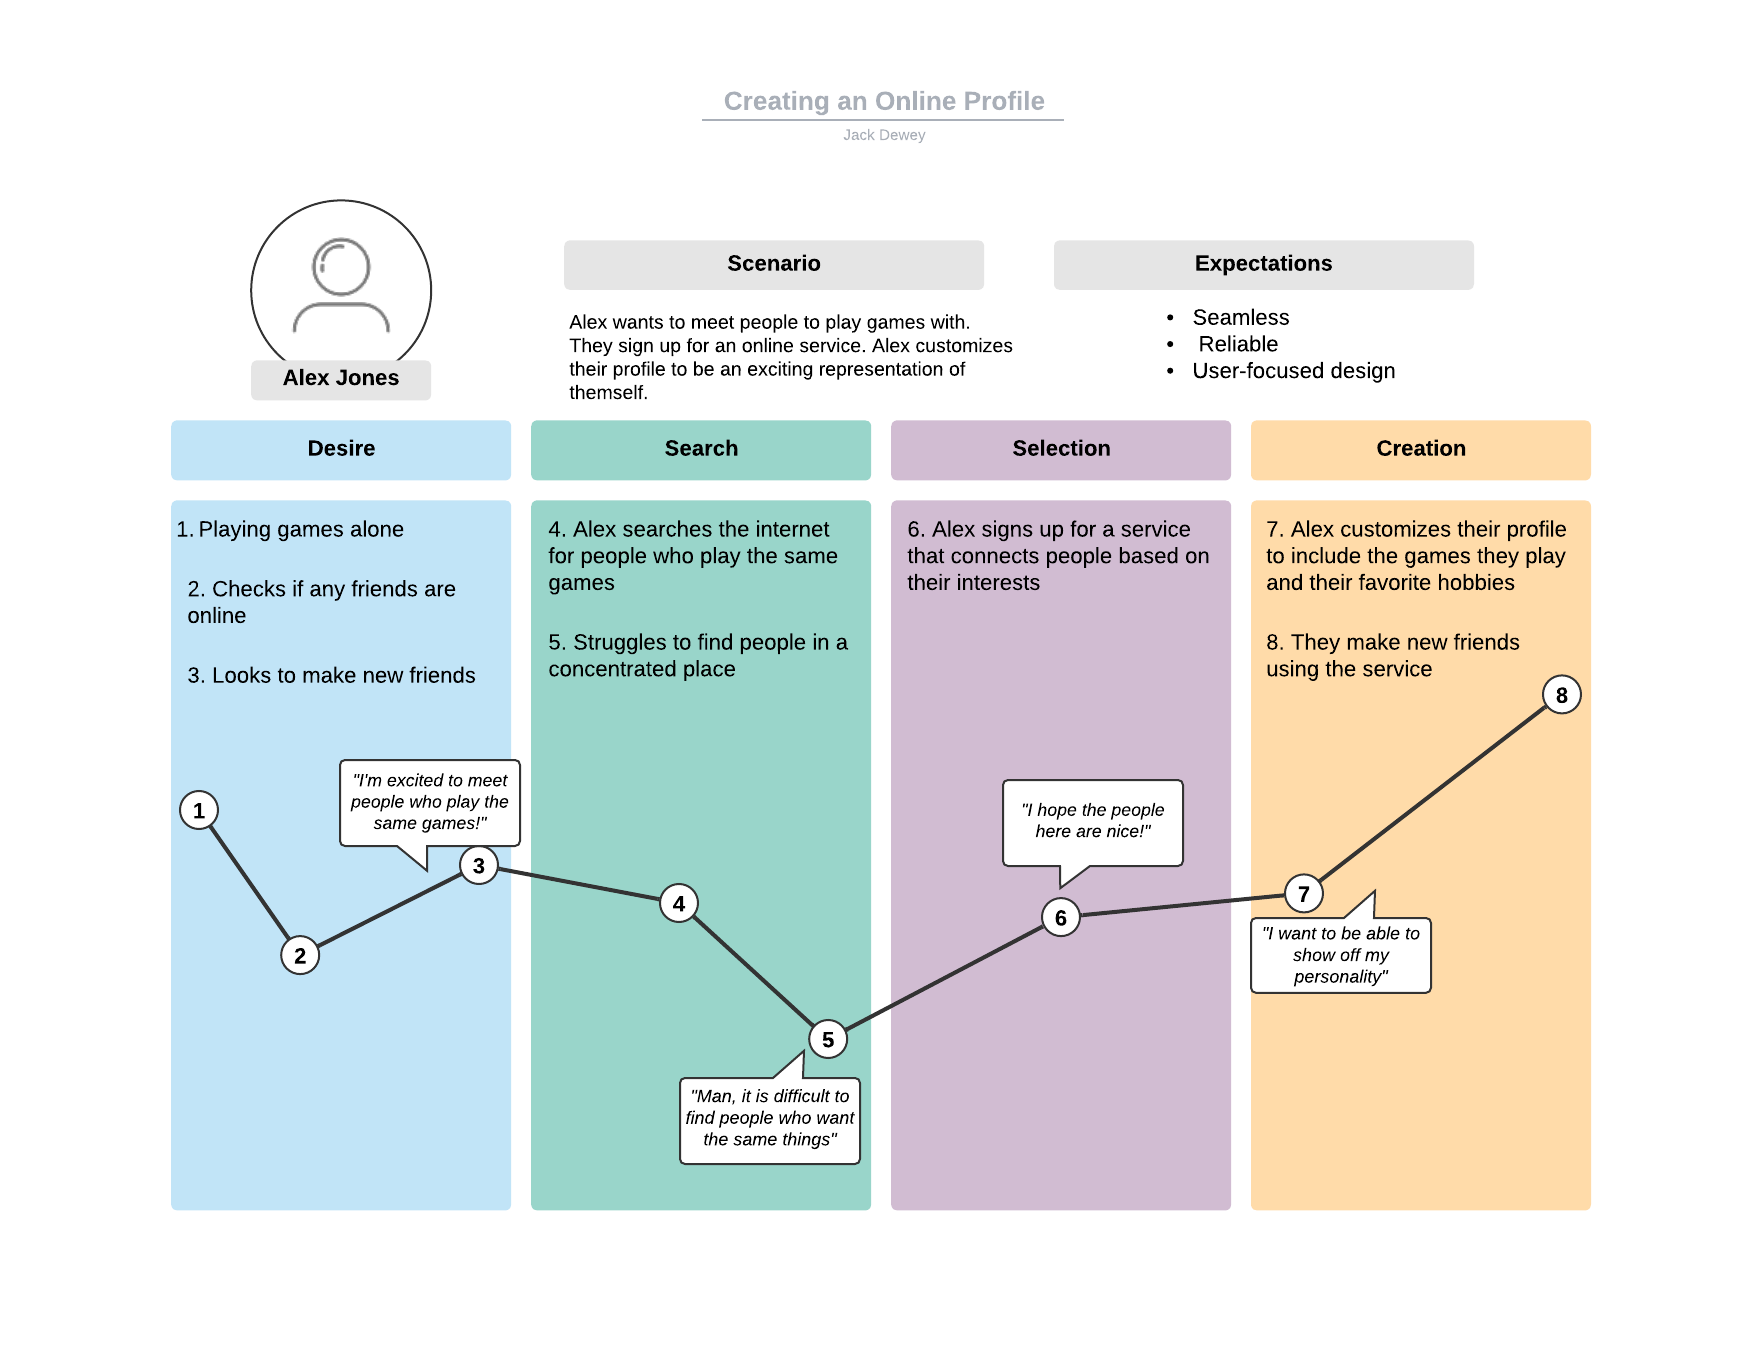 Creating an Online Profile
Jack Dewey
Alex Jones
Scenario
Alex wants to meet people to play games with.
They sign up for an online service. Alex customizes
their profile to be an exciting representation of
themself.
Expectations
• Seamless
• Reliable
• User-focused design
Desire
1. Playing games alone
2. Checks if any friends are
online
3. Looks to make new friends
1
2
"I'm excited to meet
people who play the
same games!"
3
Search
4. Alex searches the internet
for people who play the same
games
5. Struggles to find people in a
concentrated place
4
5
"Man, it is difficult to
find people who want
the same things"
Selection
6. Alex signs up for a service
that connects people based on
their interests
"I hope the people
here are nice!"
6
Creation
7. Alex customizes their profile
to include the games they play
and their favorite hobbies
8. They make new friends
using the service
8
7
"I want to be able to
show off my
personality"